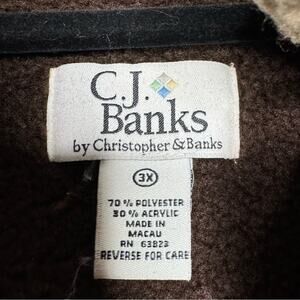 C.J.
Banks
by Christopher & Banks
3X
70 % POLYESTER
30 % ACRYLIC
MADE IN
MACAU
RN 63823
REVERSE FOR CARE